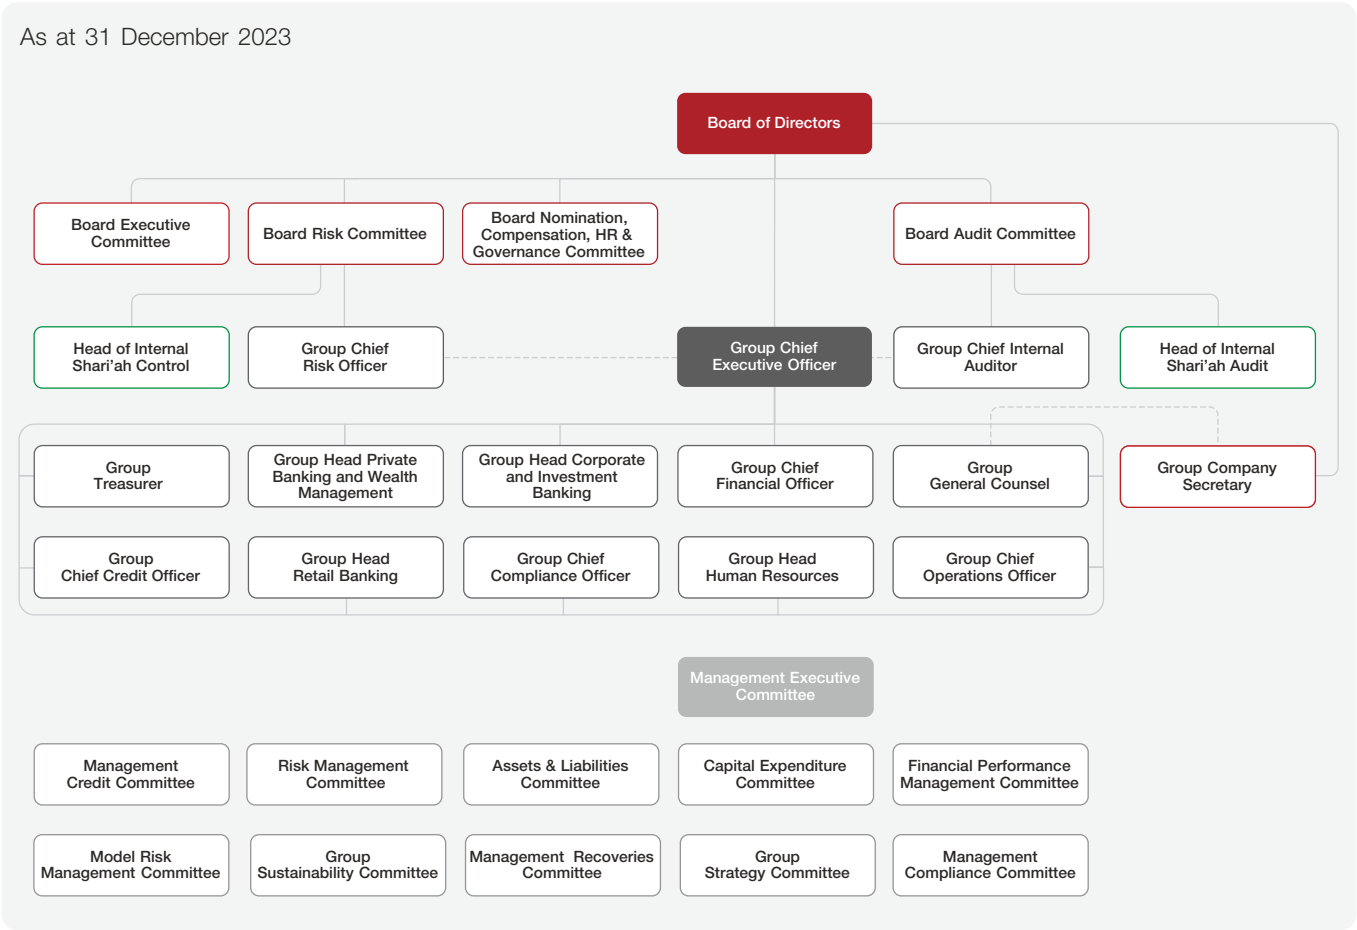 As at 31 December 2023
Board of Directors
Board Executive
Committee
Board Risk Committee
Board Nomination,
Compensation, HR &
Governance Committee
Board Audit Committee
Head of Internal
Shari'ah Control
Group Chief
Risk Officer
Group Chief
Executive Officer
Group Chief Internal
Auditor
Head of Internal
Shari'ah Audit
Group
Treasurer
Group Head Private
Banking and Wealth
Management
Group Head Corporate
and Investment
Banking
Group Chief
Financial Officer
Group
General Counsel
Group Company
Secretary
Group
Chief Credit Officer
Group Head
Retail Banking
Group Chief
Compliance Officer
Group Head
Human Resources
Group Chief
Operations Officer
Management Executive
Committee
Management
Credit Committee
Risk Management
Committee
Assets & Liabilities
Committee
Capital Expenditure
Committee
Financial Performance
Management Committee
Model Risk
Management Committee
Group
Sustainability Committee
Management Recoveries
Committee
Group
Strategy Committee
Management
Compliance Committee